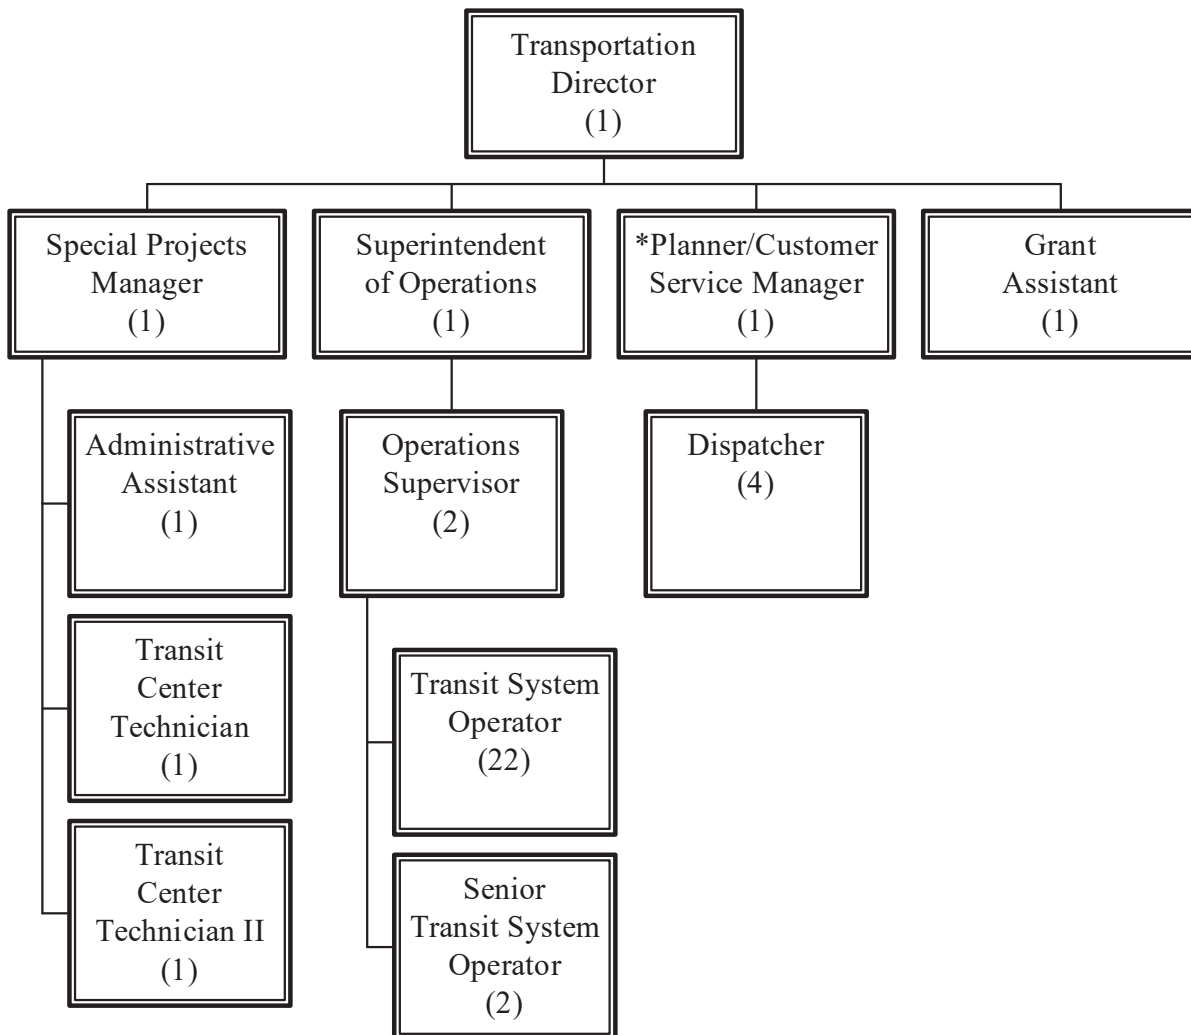 Transportation
Director
(1)
Special Projects
Manager
(1)
Superintendent
of Operations
(1)
*Planner/Customer
Service Manager
(1)
Grant
Assistant
(1)
Administrative
Assistant
(1)
Transit
Center
Technician
(1)
Transit
Center
Technician II
(1)
Operations
Supervisor
(2)
Transit System
Operator
(22)
Senior
Transit System
Operator
(2)
Dispatcher
(4)